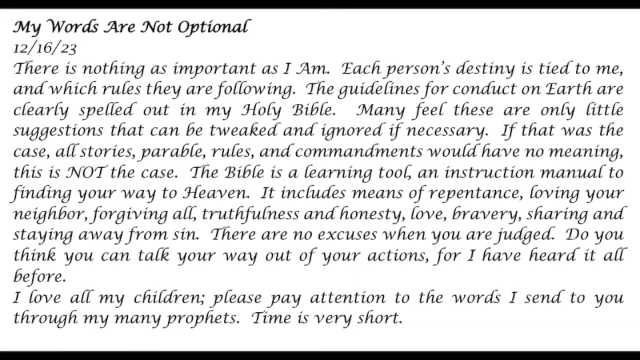 My Words Are Not Optional
12/16/23
There is nothing as important as I Am. Each person's destiny is tied to me,
and which rules they are following. The guidelines for conduct on Earth are
clearly spelled out in my Holy Bible. Many feel these are only little
suggestions that can be tweaked and ignored if necessary. If that was the
case, all stories, parable, rules, and commandments would have no meaning,
this is NOT the case. The Bible is a learning tool, an instruction manual to
finding your way to Heaven. It includes means of repentance, loving your
neighbor, forgiving all, truthfulness and honesty, love, bravery, sharing and
staying away from sin. There are no excuses when you are judged. Do you
think you can talk your way out of your actions, for I have heard it all
before.
I love all my children; please pay attention to the words I send to you
through my many prophets. Time is very short.